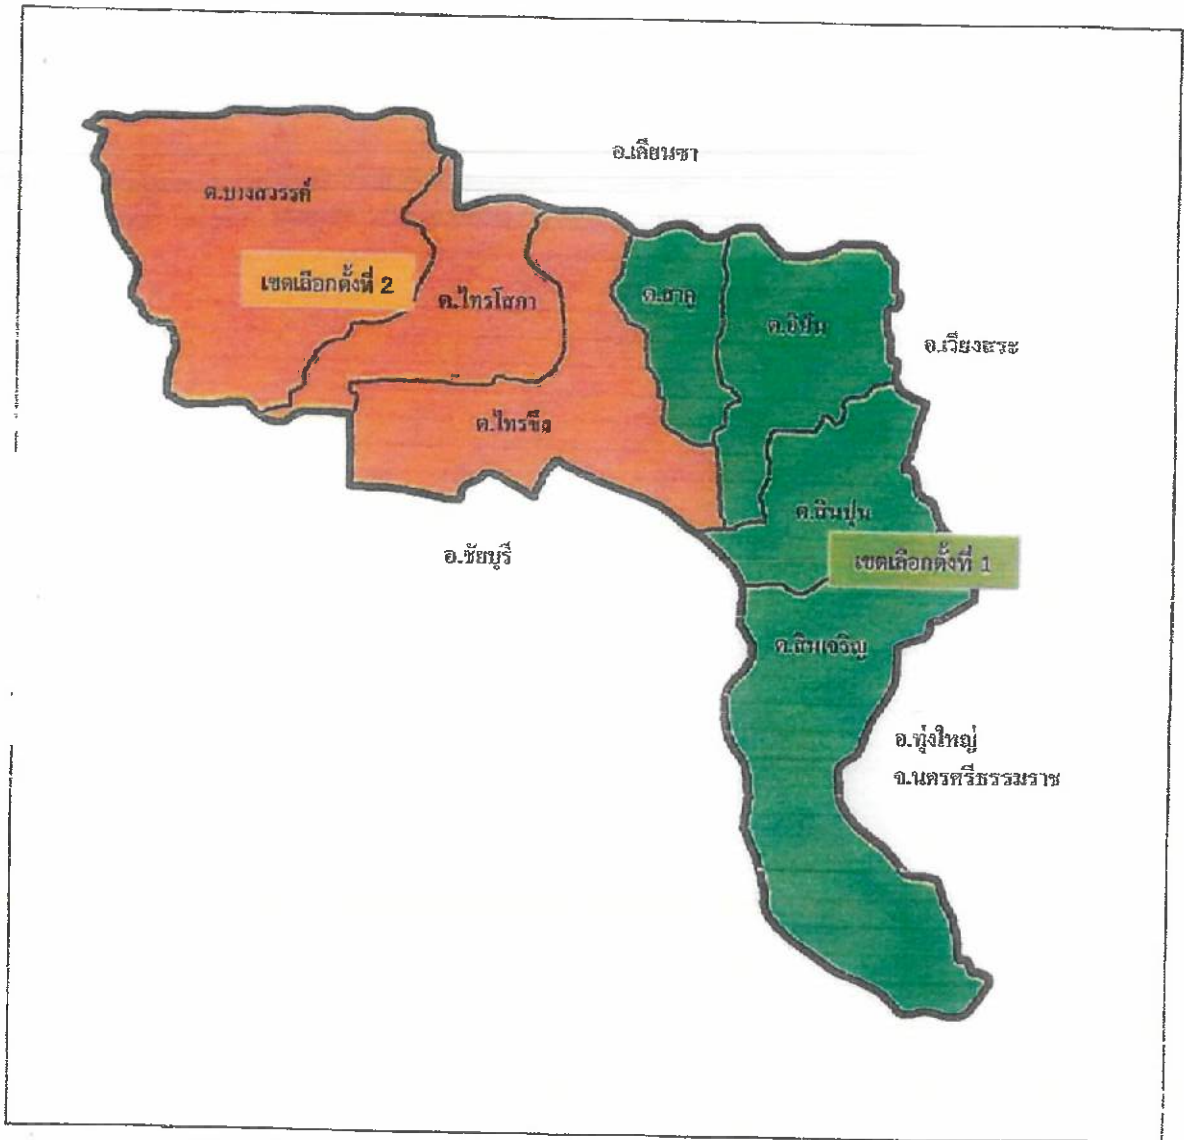 อ.เคียนซา
ต.บางสวรรค์
เขตเลือกตั้งที่ 2
ต.ไทรโสภา
ต.สาคู
ต.อิปัน
อ.เวียงสระ
ต.ไทรขึง
ต.สินปุน
อ.ชัยบุรี
เขตเลือกตั้งที่ 1
ต.สินเจริญ
อ.ทุ่งใหญ่
จ.นครศรีธรรมราช